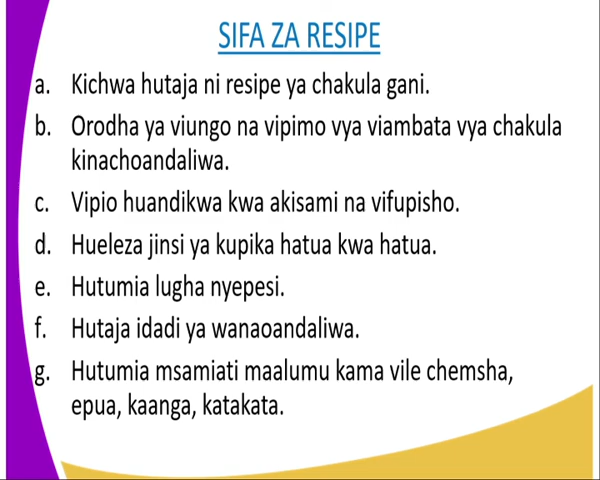 SIFA ZA RESIPE
a. Kichwa hutaja ni resipe ya chakula gani.
b. Orodha ya viungo na vipimo vya viambata vya chakula
kinachoandaliwa.
c. Vipio huandikwa kwa akisami na vifupisho.
d. Hueleza jinsi ya kupika hatua kwa hatua.
e. Hutumia lugha nyepesi.
f. Hutaja idadi ya wanaoandaliwa.
g. Hutumia msamiati maalumu kama vile chemsha,
epua, kaanga, katakata.